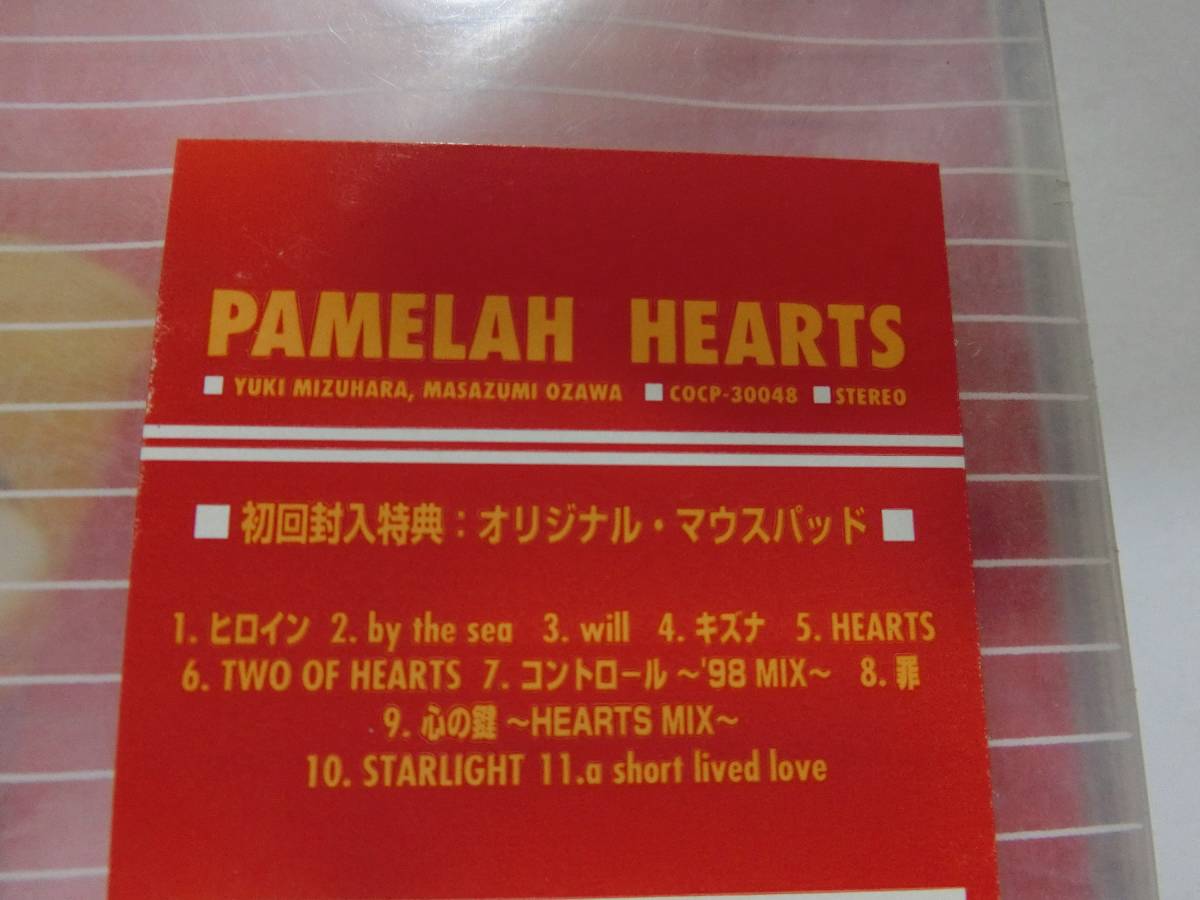 PAMELAH HEARTS
■ YUKI MIZUHARA, MASAZUMI OZAWA ■ COCP-30048 ■ STEREO
■ 初回封入特典：オリジナル・マウスパッド ■
1. ヒロイン 2. by the sea 3. will 4. キズナ 5. HEARTS
6. TWO OF HEARTS 7. コントロール 〜'98 MIX〜 8. 罪
9. 心の鍵 〜HEARTS MIX〜
10. STARLIGHT 11.a short lived love